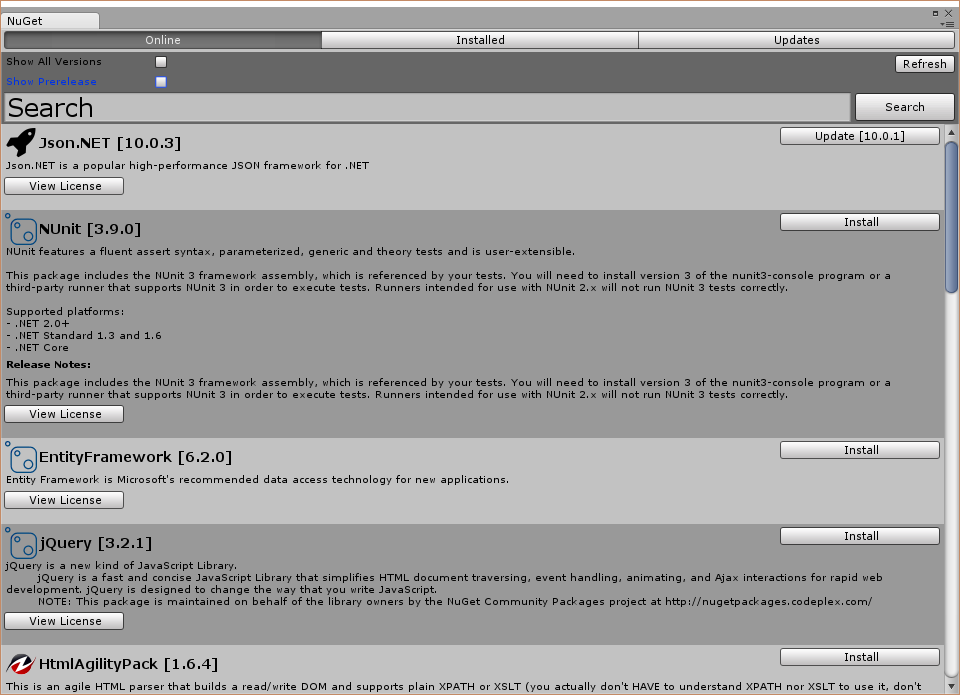 NuGet
Online Installed Updates
Show All Versions
Refresh
Show Prerelease
Search Search
Json.NET [10.0.3] Update [10.0.1]
Json.NET is a popular high-performance JSON framework for .NET
View License
NUnit [3.9.0] Install
NUnit features a fluent assert syntax, parameterized, generic and theory tests and is user-extensible.
This package includes the NUnit 3 framework assembly, which is referenced by your tests. You will need to install version 3 of the nunit3-console program or a
third-party runner that supports NUnit 3 in order to execute tests. Runners intended for use with NUnit 2.x will not run NUnit 3 tests correctly.
Supported platforms:
- .NET 2.0+
- .NET Standard 1.3 and 1.6
- .NET Core
Release Notes:
This package includes the NUnit 3 framework assembly, which is referenced by your tests. You will need to install version 3 of the nunit3-console program or a
third-party runner that supports NUnit 3 in order to execute tests. Runners intended for use with NUnit 2.x will not run NUnit 3 tests correctly.
View License
EntityFramework [6.2.0] Install
Entity Framework is Microsoft's recommended data access technology for new applications.
View License
jQuery [3.2.1] Install
jQuery is a new kind of JavaScript Library.
jQuery is a fast and concise JavaScript Library that simplifies HTML document traversing, event handling, animating, and Ajax interactions for rapid web
development. jQuery is designed to change the way that you write JavaScript.
NOTE: This package is maintained on behalf of the library owners by the NuGet Community Packages project at http://nugetpackages.codeplex.com/
View License
HtmlAgilityPack [1.6.4] Install
This is an agile HTML parser that builds a read/write DOM and supports plain XPATH or XSLT (you actually don't HAVE to understand XPATH nor XSLT to use it, don't